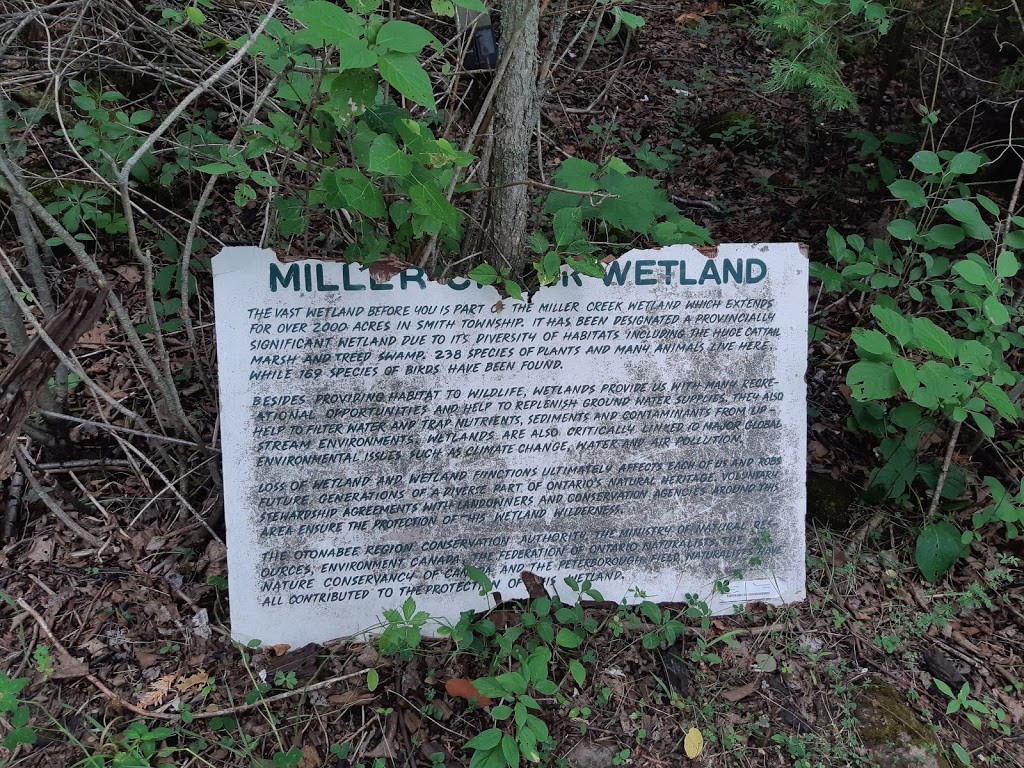 MILLER C   K WETLAND
THE VAST WETLAND BEFORE YOU IS PART OF THE MILLER CREEK WETLAND WHICH EXTENDS
FOR OVER 2000 ACRES IN SMITH TOWNSHIP. IT HAS BEEN DESIGNATED A PROVINCIALLY
SIGNIFICANT WETLAND DUE TO IT'S DIVERSITY OF HABITATS INCLUDING THE HUGE CATTAIL
MARSH AND TREED SWAMP. 238 SPECIES OF PLANTS AND MANY ANIMALS LIVE HERE
WHILE 169 SPECIES OF BIRDS HAVE BEEN FOUND.
BESIDES PROVIDING HABITAT TO WILDLIFE, WETLANDS PROVIDE US WITH MANY RECRE-
ATIONAL OPPORTUNITIES AND HELP TO REPLENISH GROUND WATER SUPPLIES. THEY ALSO
HELP TO FILTER WATER AND TRAP NUTRIENTS, SEDIMENTS AND CONTAMINANTS FROM UP-
STREAM ENVIRONMENTS. WETLANDS ARE ALSO CRITICALLY LINKED TO MAJOR GLOBAL
ENVIRONMENTAL ISSUES SUCH AS CLIMATE CHANGE, WATER AND AIR POLLUTION.
LOSS OF WETLAND AND WETLAND FUNCTIONS ULTIMATELY AFFECTS EACH OF US AND ROBS
FUTURE GENERATIONS OF A DIVERSE PART OF ONTARIO'S NATURAL HERITAGE. VOLUNTARY
STEWARDSHIP AGREEMENTS WITH LANDOWNERS AND CONSERVATION AGENCIES AROUND THIS
AREA ENSURE THE PROTECTION OF THIS WETLAND WILDERNESS.
THE OTONABEE REGION CONSERVATION AUTHORITY, THE MINISTRY OF NATURAL RES-
OURCES, ENVIRONMENT CANADA, THE FEDERATION OF ONTARIO NATURALISTS, THE
NATURE CONSERVANCY OF CANADA AND THE PETERBOROUGH FIELD NATURALISTS HAVE
ALL CONTRIBUTED TO THE PROTECTION OF THIS WETLAND.